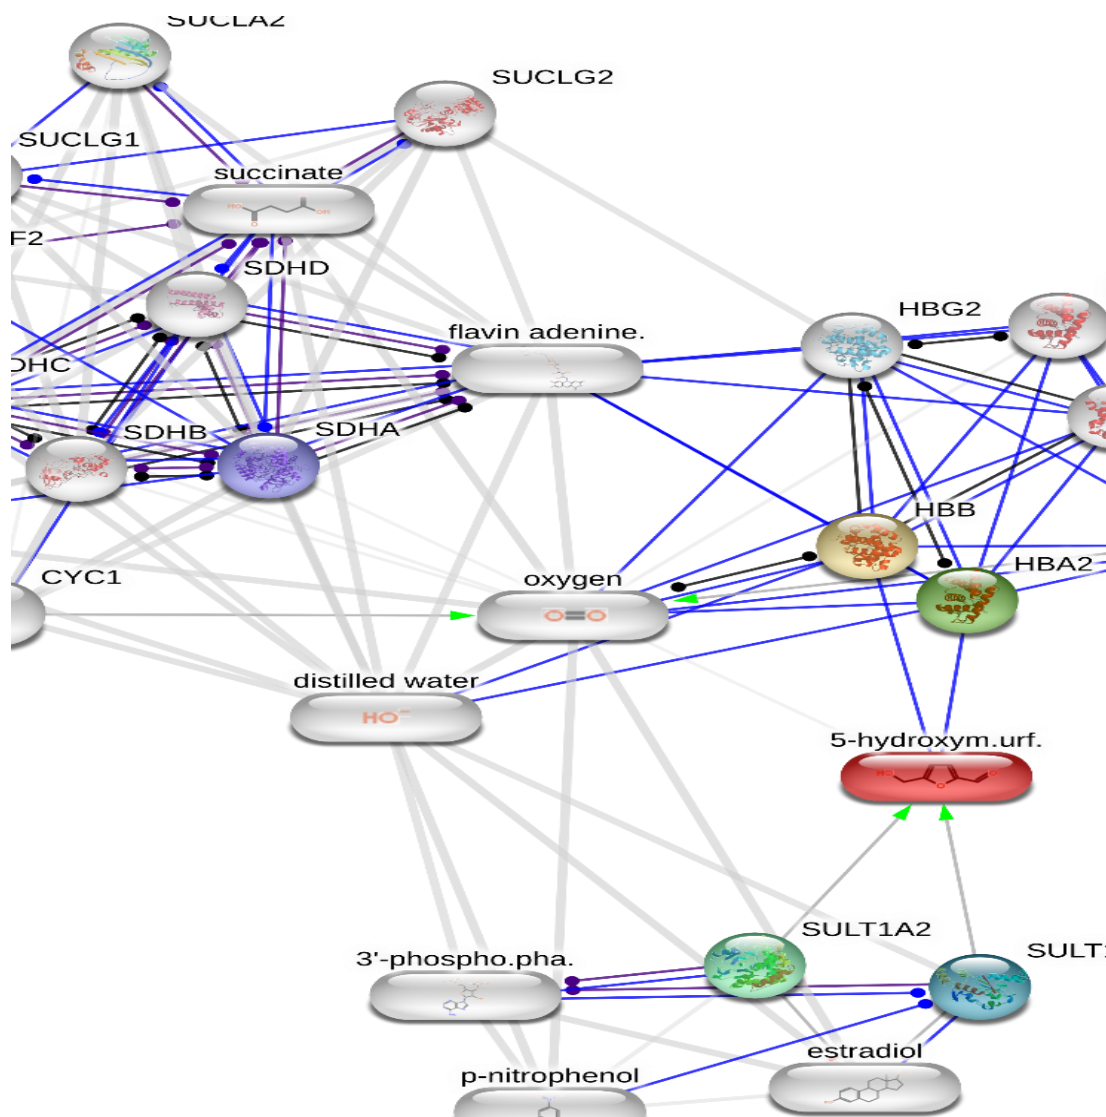 SUCLA2
SUCLG2
SUCLG1
succinate
F2
SDHD
HBG2
flavin adenine.
DHC
SDHB
SDHA
HBB
CYC1
oxygen
HBA2
distilled water
5-hydroxym.urf.
SULT1A2
SULT1
3'-phospho.pha.
estradiol
p-nitrophenol